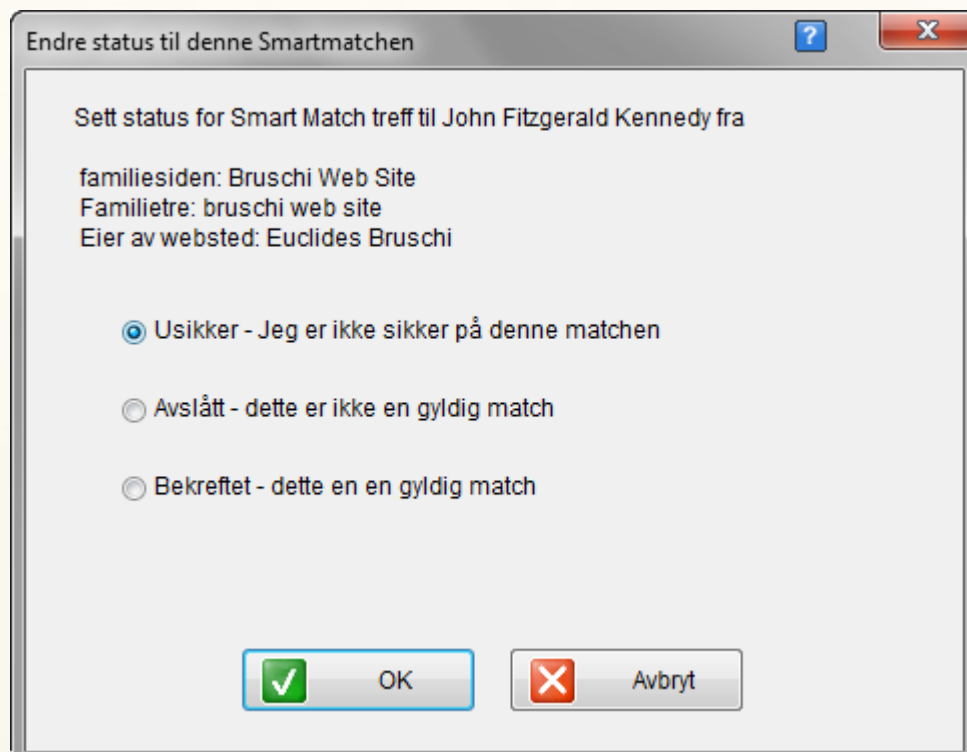 Endre status til denne Smartmatchen
?
X
Sett status for Smart Match treff til John Fitzgerald Kennedy fra
familiesiden: Bruschi Web Site
Familietre: bruschi web site
Eier av websted: Euclides Bruschi
Usikker - Jeg er ikke sikker på denne matchen
Avslått - dette er ikke en gyldig match
Bekreftet - dette en en gyldig match
OK
Avbryt